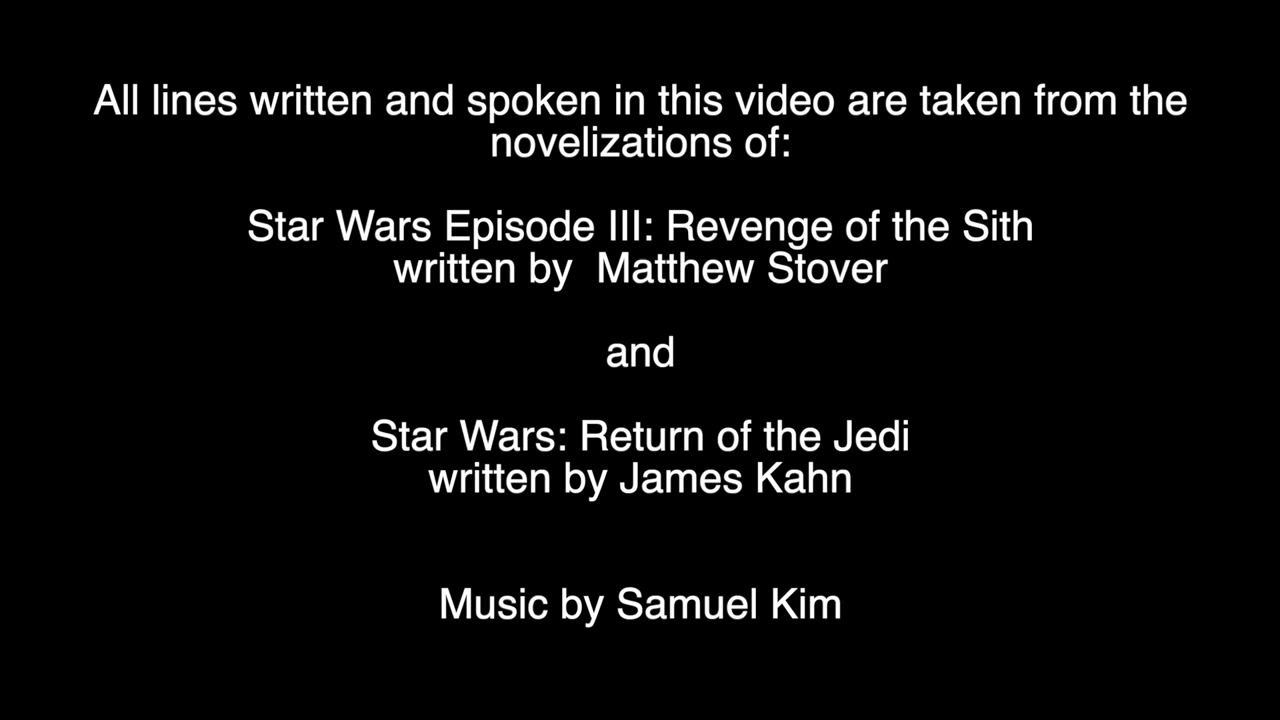 All lines written and spoken in this video are taken from the
novelizations of:
Star Wars Episode III: Revenge of the Sith
written by  Matthew Stover
and
Star Wars: Return of the Jedi
written by James Kahn
Music by Samuel Kim